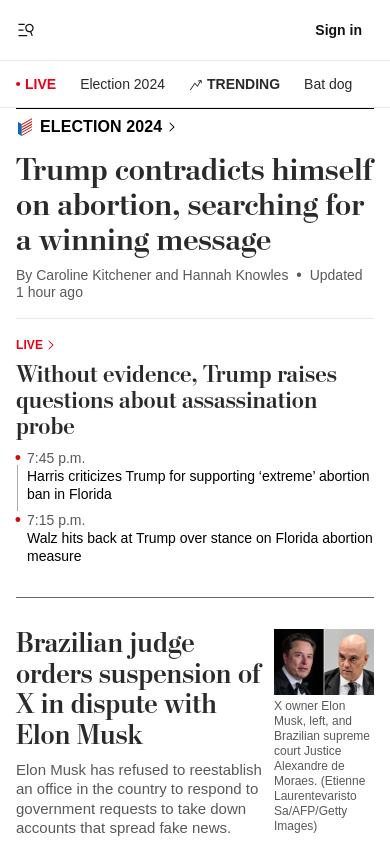 Sign in
LIVE
Election 2024
TRENDING
Bat dog
ELECTION 2024
Trump contradicts himself
on abortion, searching for
a winning message
By Caroline Kitchener and Hannah Knowles • Updated
1 hour ago
LIVE
Without evidence, Trump raises
questions about assassination
probe
7:45 p.m.
Harris criticizes Trump for supporting ‘extreme’ abortion
ban in Florida
7:15 p.m.
Walz hits back at Trump over stance on Florida abortion
measure
Brazilian judge
orders suspension of
X in dispute with
Elon Musk
Elon Musk has refused to reestablish
an office in the country to respond to
government requests to take down
accounts that spread fake news.
X owner Elon
Musk, left, and
Brazilian supreme
court Justice
Alexandre de
Moraes. (Etienne
Laurentevaristo
Sa/AFP/Getty
Images)